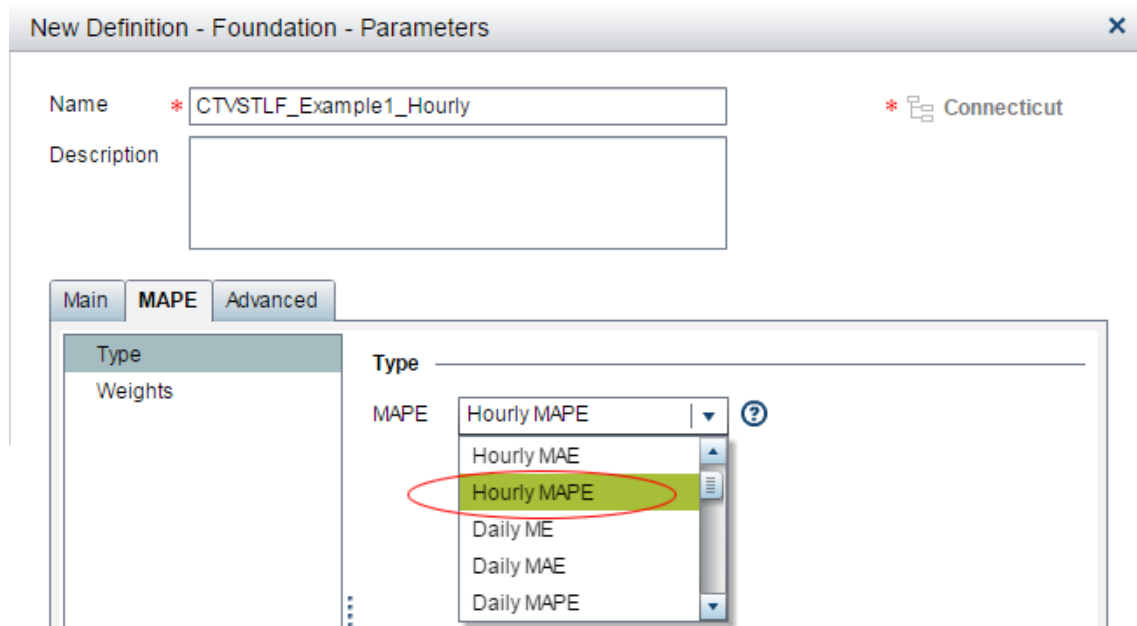 New Definition - Foundation - Parameters
Name * CTVSTLF_Example1_Hourly * Connecticut
Description
Main MAPE Advanced
Type
Weights
Type
MAPE Hourly MAPE
Hourly MAE
Hourly MAPE
Daily ME
Daily MAE
Daily MAPE